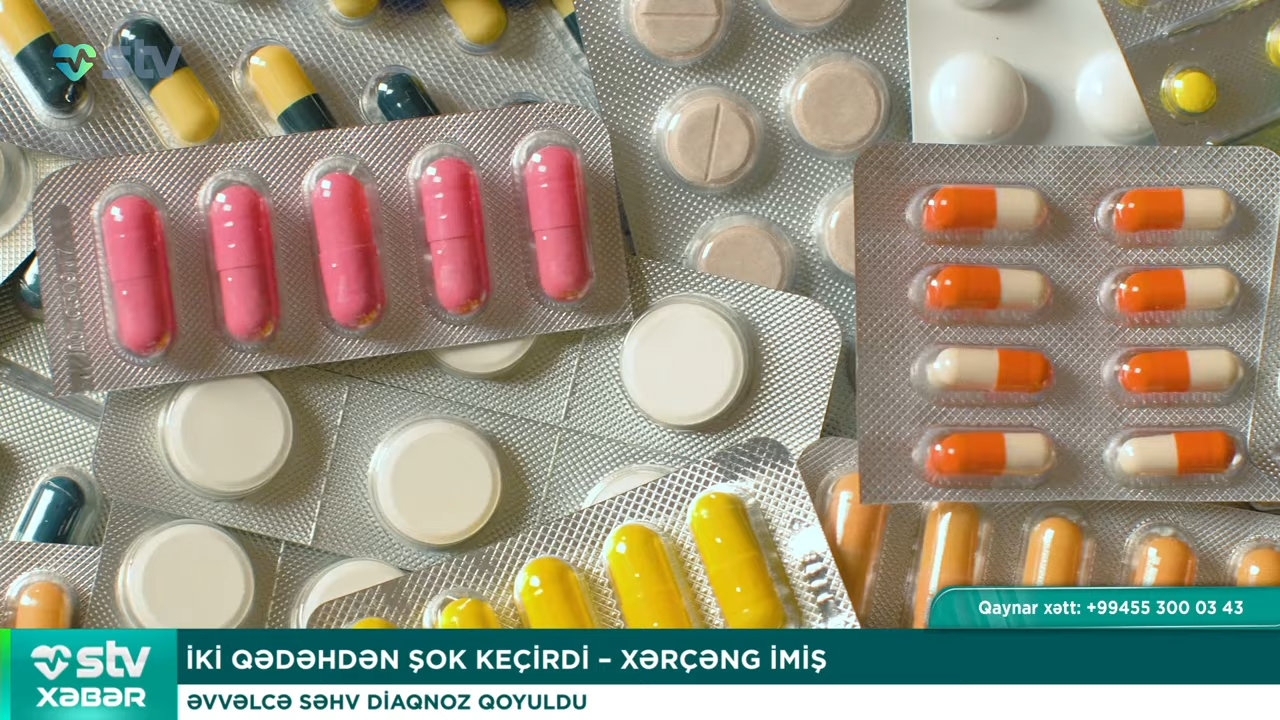 stv
Qaynar xətt: +99455 300 03 43
stv
XƏBƏR
İKİ QƏDƏHDƏN ŞOK KEÇİRDİ – XƏRÇƏNG İMİŞ
ƏVVƏLCƏ SƏHV DİAQNOZ QOYULDU